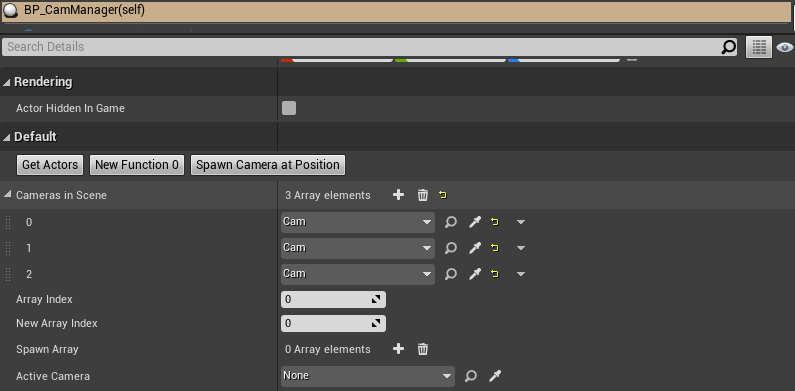 BP_CamManager(self)
Search Details
Rendering
Actor Hidden In Game
Default
Get Actors New Function 0 Spawn Camera at Position
Cameras in Scene 3 Array elements
0 Cam
1 Cam
2 Cam
Array Index 0
New Array Index 0
Spawn Array 0 Array elements
Active Camera None